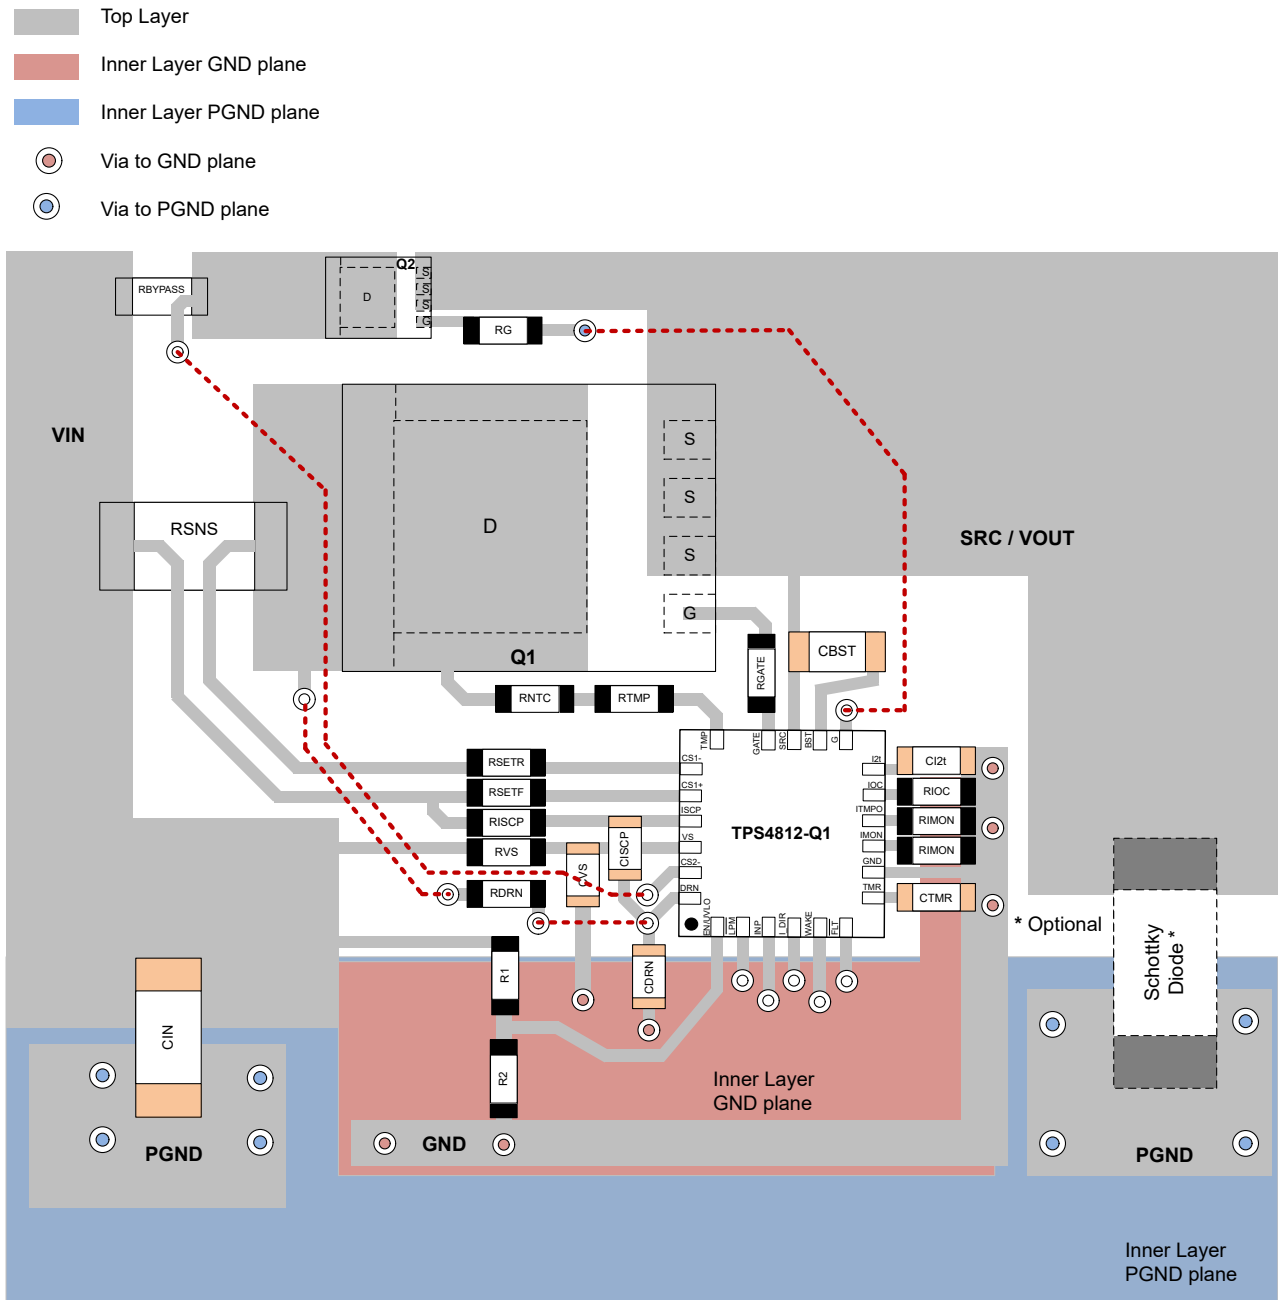 Top Layer
Inner Layer GND plane
Inner Layer PGND plane
Via to GND plane
Via to PGND plane
Q2
RBYPASS
D
S
S
S
G
RG
VIN
S
RSNS
S
D
S
SRC / VOUT
G
Q1
RGATE
CBST
RNTC
RTMP
TMP
GATE
SRC
BST
G
RSETR
CS1-
I2t
CI2t
RSETF
CS1+
IOC
RIOC
RISCP
ISCP
ITMPO
RIMON
CISCP
TPS4812-Q1
RVS
VS
IMON
RIMON
CVS
CS2-
GND
RDRN
DRN
TMR
CTMR
EN/UVLO
LPM
INP
I_DIR
WAKE
FLT
* Optional
Schottky
Diode *
R1
CDRN
CIN
R2
Inner Layer
GND plane
GND
PGND
PGND
Inner Layer
PGND plane